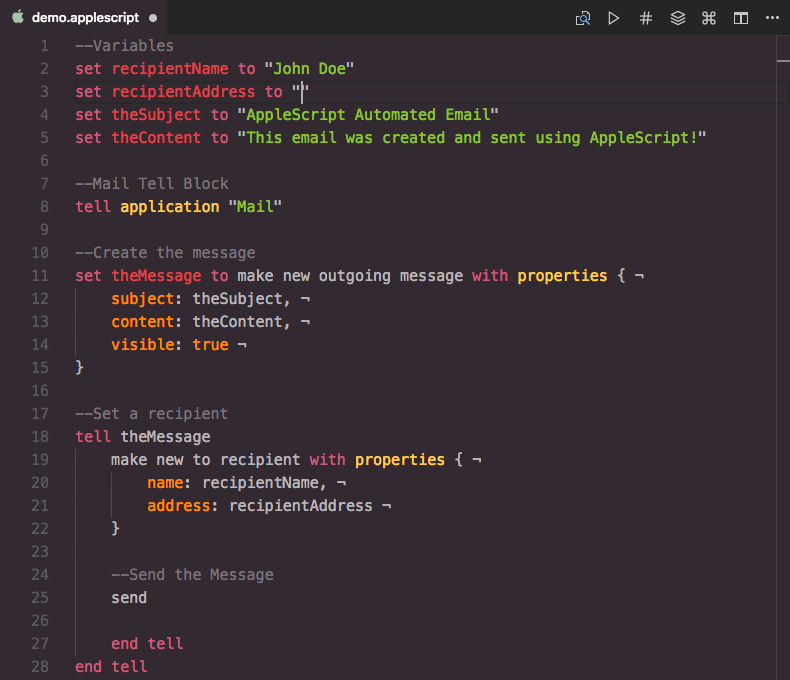 demo.applescript
1 --Variables
2 set recipientName to "John Doe"
3 set recipientAddress to ""
4 set theSubject to "AppleScript Automated Email"
5 set theContent to "This email was created and sent using AppleScript!"
6
7 --Mail Tell Block
8 tell application "Mail"
9
10 --Create the message
11 set theMessage to make new outgoing message with properties { ¬
12 subject: theSubject, ¬
13 content: theContent, ¬
14 visible: true ¬
15 }
16
17 --Set a recipient
18 tell theMessage
19 make new to recipient with properties { ¬
20 name: recipientName, ¬
21 address: recipientAddress ¬
22 }
23
24 --Send the Message
25 send
26
27 end tell
28 end tell